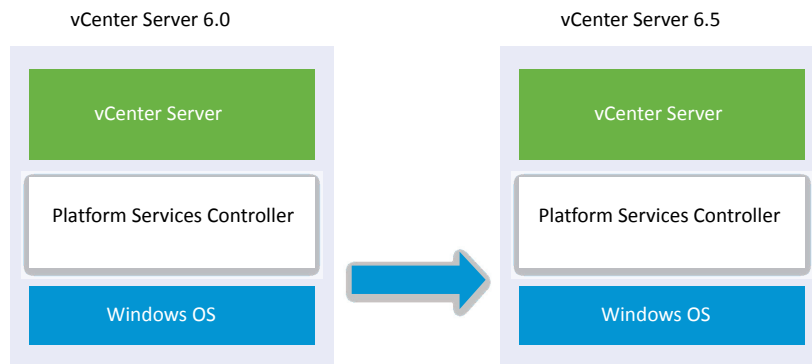 vCenter Server 6.0
vCenter Server
Platform Services Controller
Windows OS
vCenter Server 6.5
vCenter Server
Platform Services Controller
Windows OS